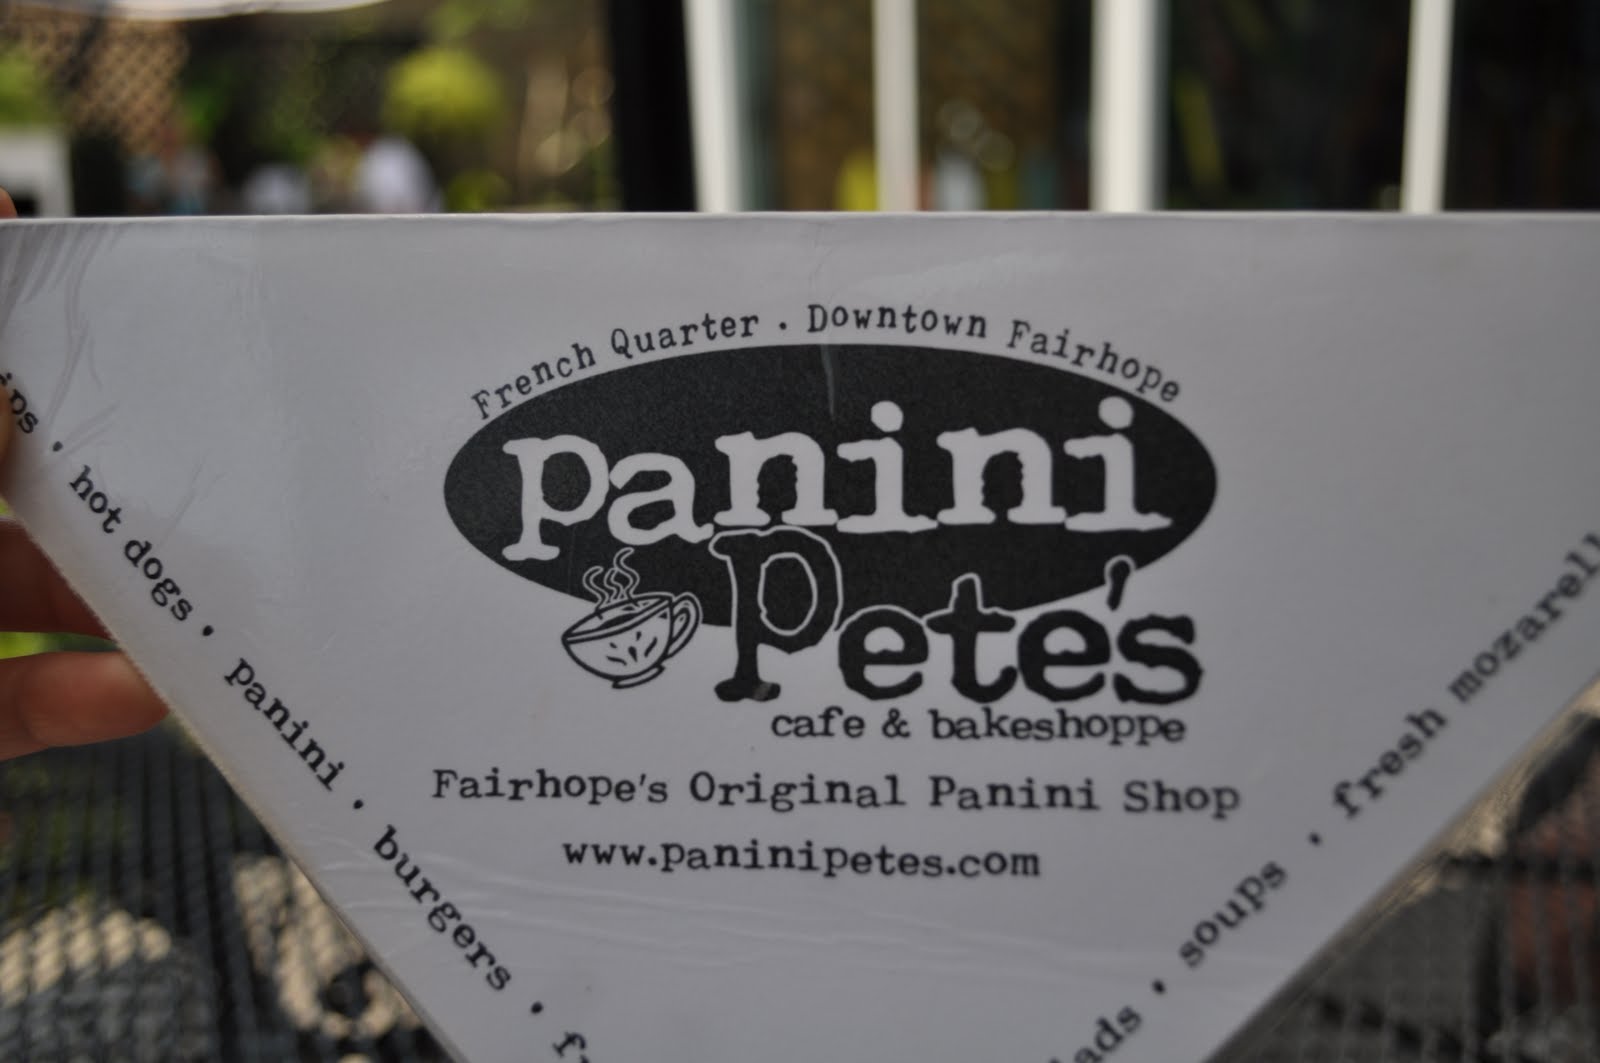 French Quarter . Downtown Fairhope
panini
Pete's
cafe & bakeshoppe
Fairhope's Original Panini Shop
www.paninipetes.com
• hot dogs • panini • burgers •
• soups • fresh